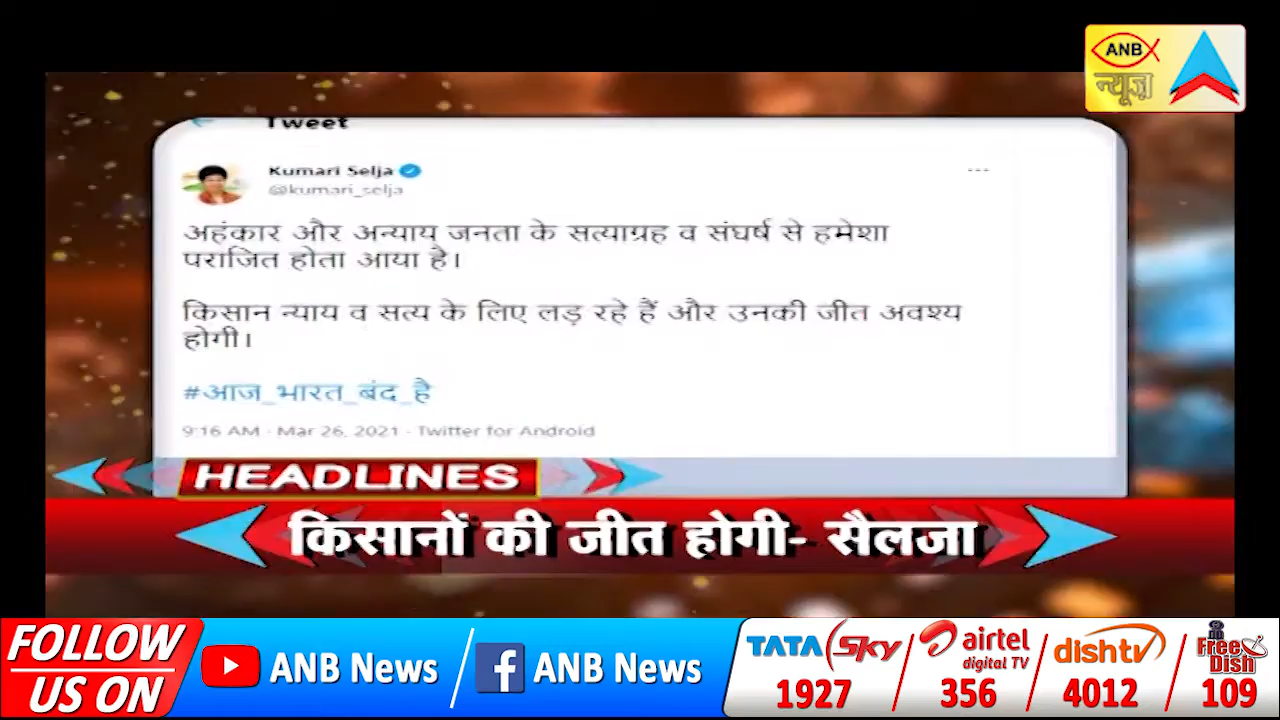 ANB
न्यूज़
Tweet
Kumari Selja
@kumari_selja
अहंकार और अन्याय जनता के सत्याग्रह व संघर्ष से हमेशा
पराजित होता आया है।
किसान न्याय व सत्य के लिए लड़ रहे हैं और उनकी जीत अवश्य
होगी।
#आज_भारत_बंद_है
9:16 AM · Mar 26, 2021 · Twitter for Android
HEADLINES
किसानों की जीत होगी- सैलजा
FOLLOW
US ON
ANB News
ANB News
TATA Sky
1927
airtel
digital TV
356
dishtv
4012
DD
Free
Dish
109